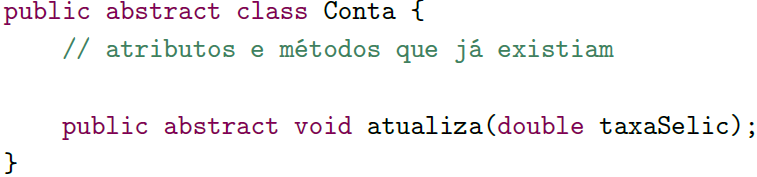 public abstract class Conta {
// atributos e métodos que já existiam
public abstract void atualiza(double taxaSelic);
}